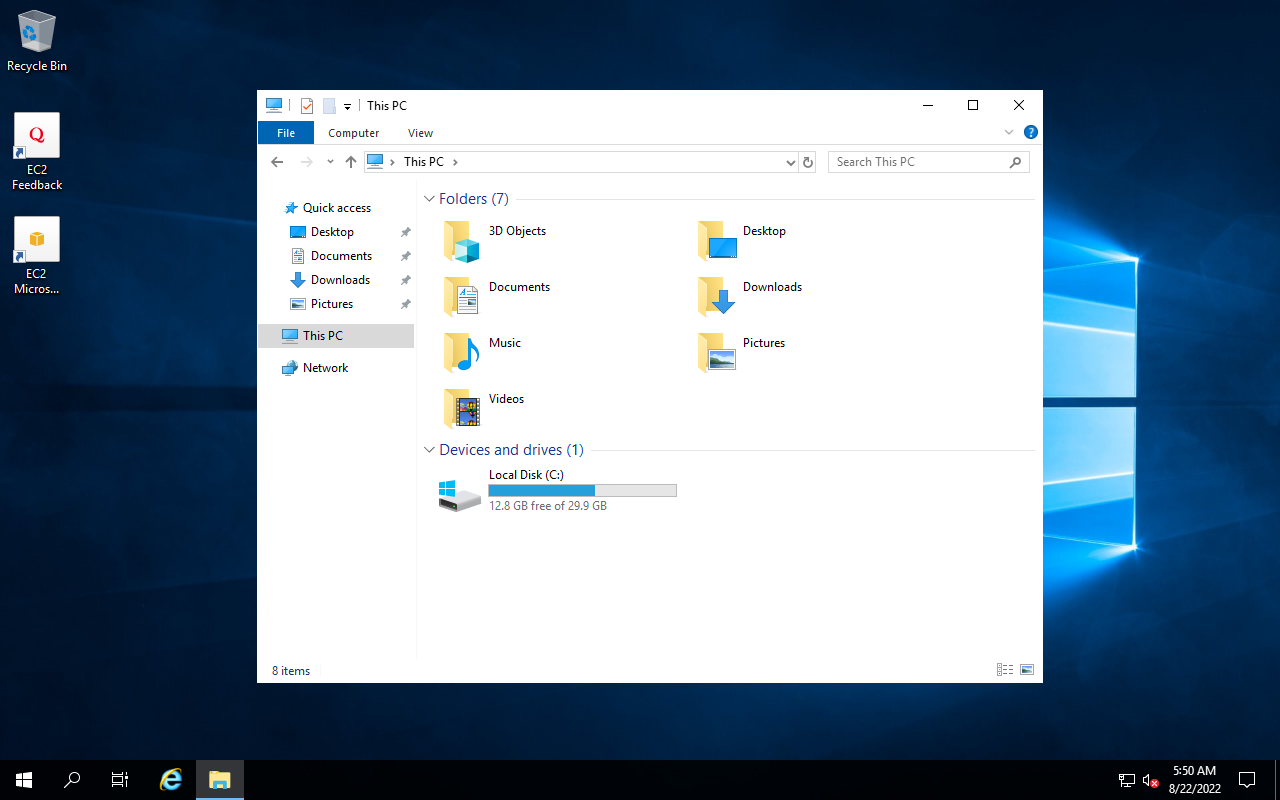 Recycle Bin
Q
EC2
Feedback
EC2
Micros...
This PC
File
Computer
View
?
This PC
Search This PC
Quick access
Desktop
Documents
Downloads
Pictures
This PC
Network
Folders (7)
3D Objects
Desktop
Documents
Downloads
Music
Pictures
Videos
Devices and drives (1)
Local Disk (C:)
12.8 GB free of 29.9 GB
8 items
5:50 AM
8/22/2022